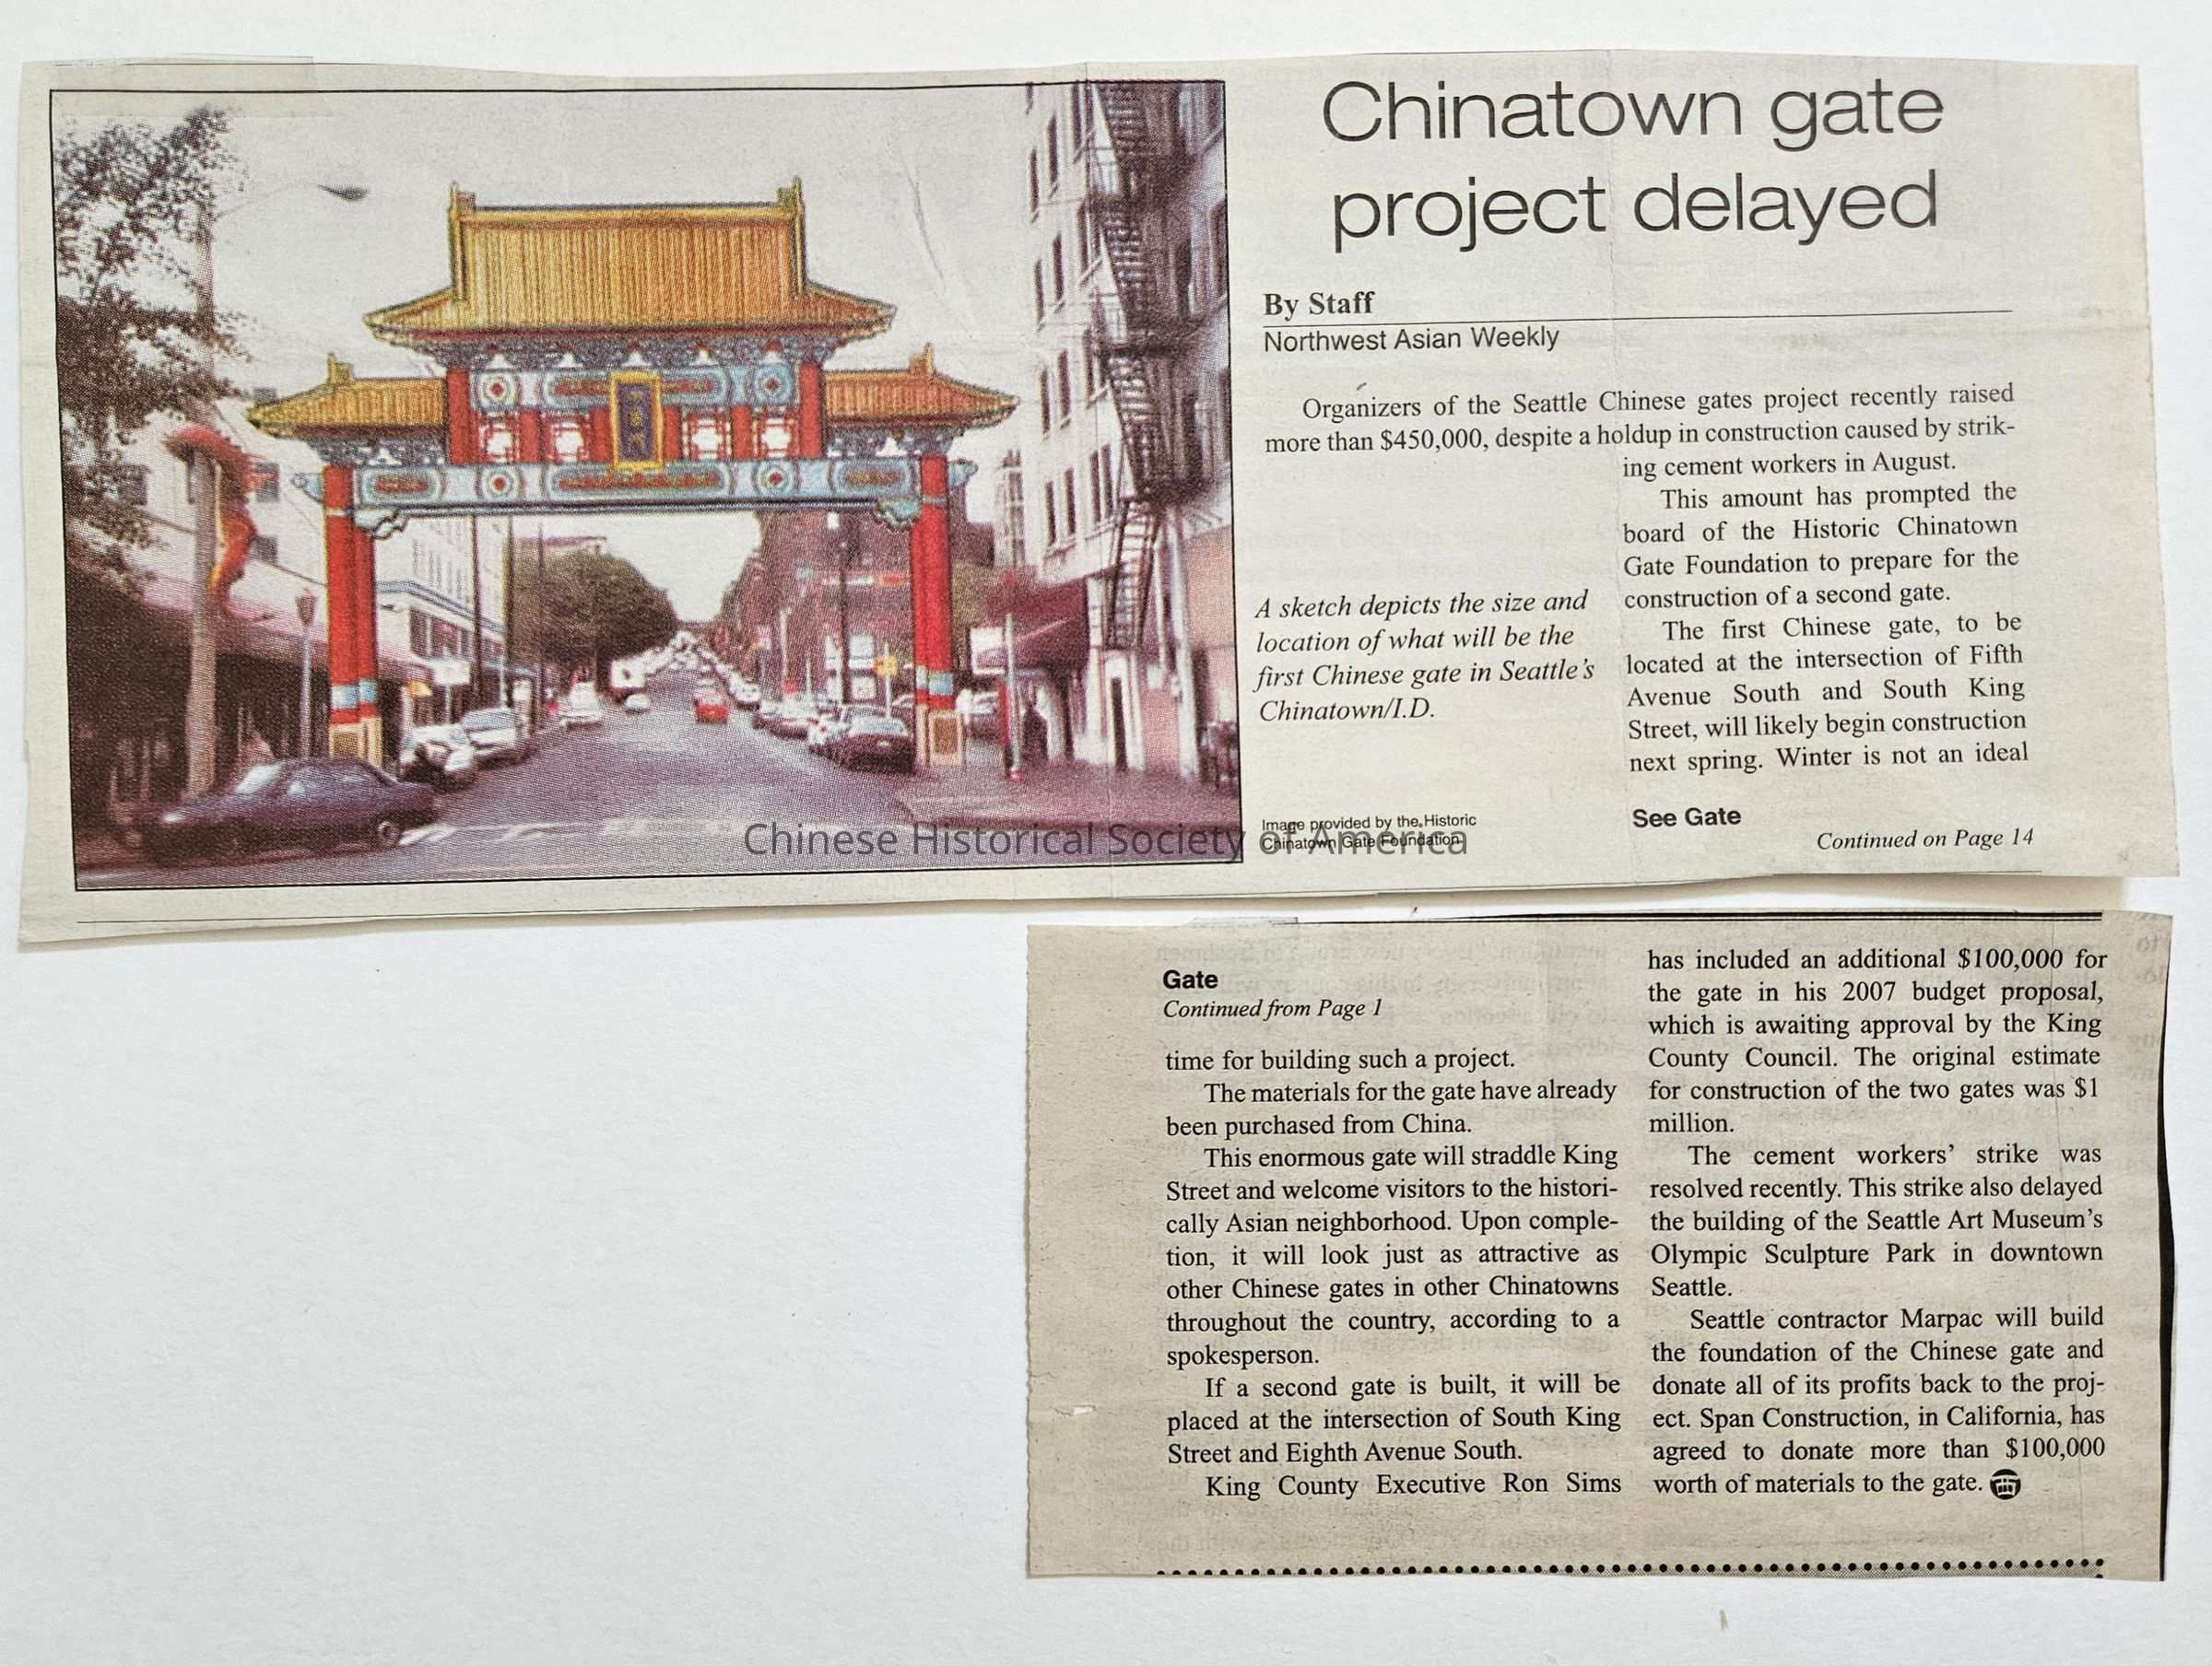 Chinatown gate
project delayed
By Staff
Northwest Asian Weekly
Organizers of the Seattle Chinese gates project recently raised
more than $450,000, despite a holdup in construction caused by strik-
ing cement workers in August.
This amount has prompted the
board of the Historic Chinatown
Gate Foundation to prepare for the
construction of a second gate.
The first Chinese gate, to be
located at the intersection of Fifth
Avenue South and South King
Street, will likely begin construction
next spring. Winter is not an ideal
See Gate
Continued on Page 14
A sketch depicts the size and
location of what will be the
first Chinese gate in Seattle's
Chinatown/I.D.
Image provided by the Historic
Chinatown Gate Foundation
Chinese Historical Society of America
Gate
Continued from Page 1
time for building such a project.
The materials for the gate have already
been purchased from China.
This enormous gate will straddle King
Street and welcome visitors to the histori-
cally Asian neighborhood. Upon comple-
tion, it will look just as attractive as
other Chinese gates in other Chinatowns
throughout the country, according to a
spokesperson.
If a second gate is built, it will be
placed at the intersection of South King
Street and Eighth Avenue South.
King County Executive Ron Sims
has included an additional $100,000 for
the gate in his 2007 budget proposal,
which is awaiting approval by the King
County Council. The original estimate
for construction of the two gates was $1
million.
The cement workers' strike was
resolved recently. This strike also delayed
the building of the Seattle Art Museum's
Olympic Sculpture Park in downtown
Seattle.
Seattle contractor Marpac will build
the foundation of the Chinese gate and
donate all of its profits back to the proj-
ect. Span Construction, in California, has
agreed to donate more than $100,000
worth of materials to the gate.